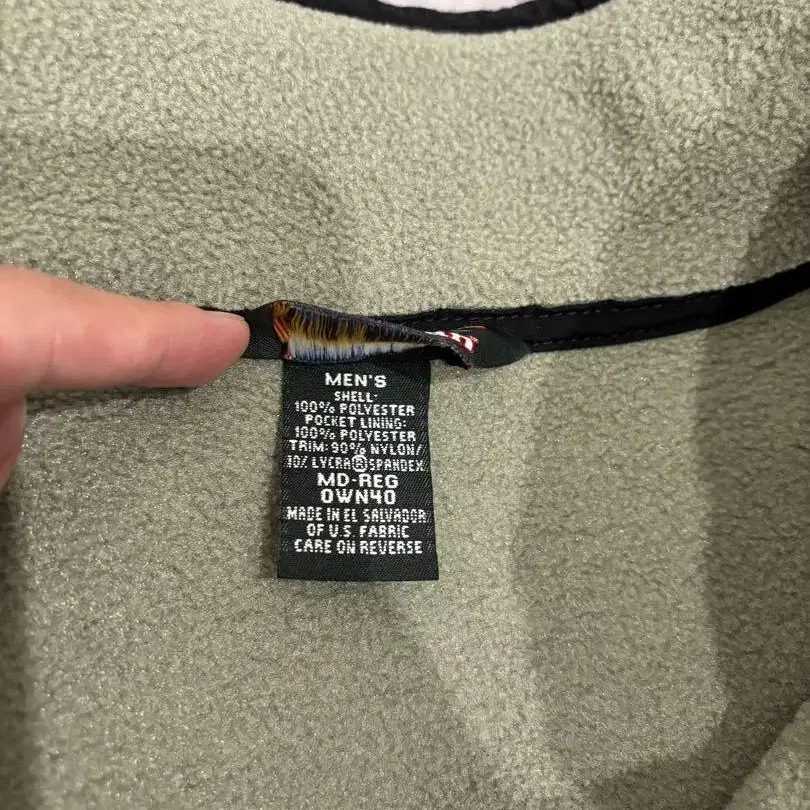 MEN'S
SHELL:
100% POLYESTER
POCKET LINING:
100% POLYESTER
TRIM: 90% NYLON/
10% LYCRA® SPANDEX
MD-REG
OWN40
MADE IN EL SALVADOR
OF U.S. FABRIC
CARE ON REVERSE